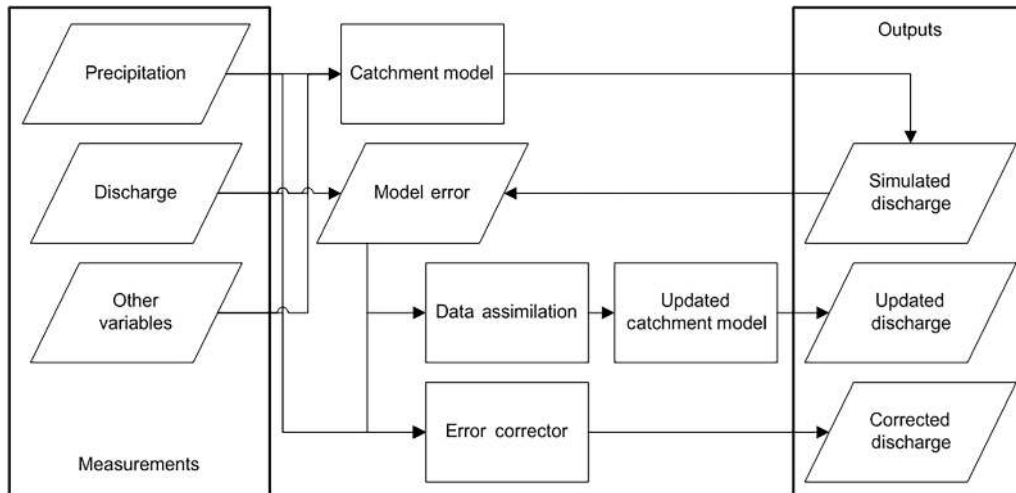 Outputs
Precipitation
Catchment model
Discharge
Model error
Simulated
discharge
Other
variables
Data assimilation
Updated
catchment model
Updated
discharge
Error corrector
Corrected
discharge
Measurements